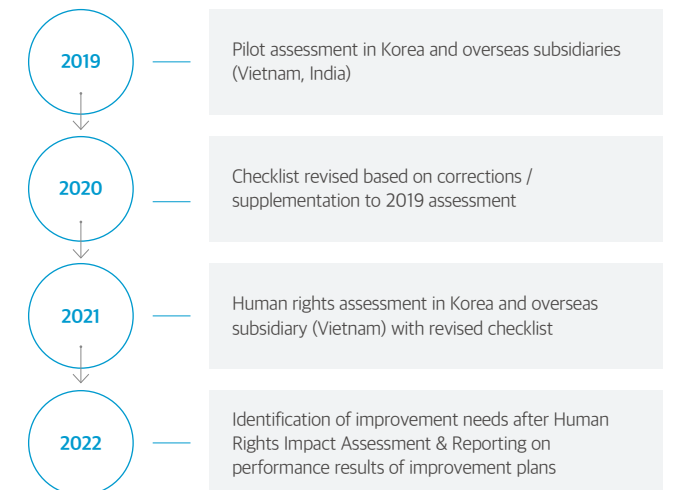 2019
Pilot assessment in Korea and overseas subsidiaries
(Vietnam, India)
2020
Checklist revised based on corrections /
supplementation to 2019 assessment
2021
Human rights assessment in Korea and overseas
subsidiary (Vietnam) with revised checklist
2022
Identification of improvement needs after Human
Rights Impact Assessment & Reporting on
performance results of improvement plans